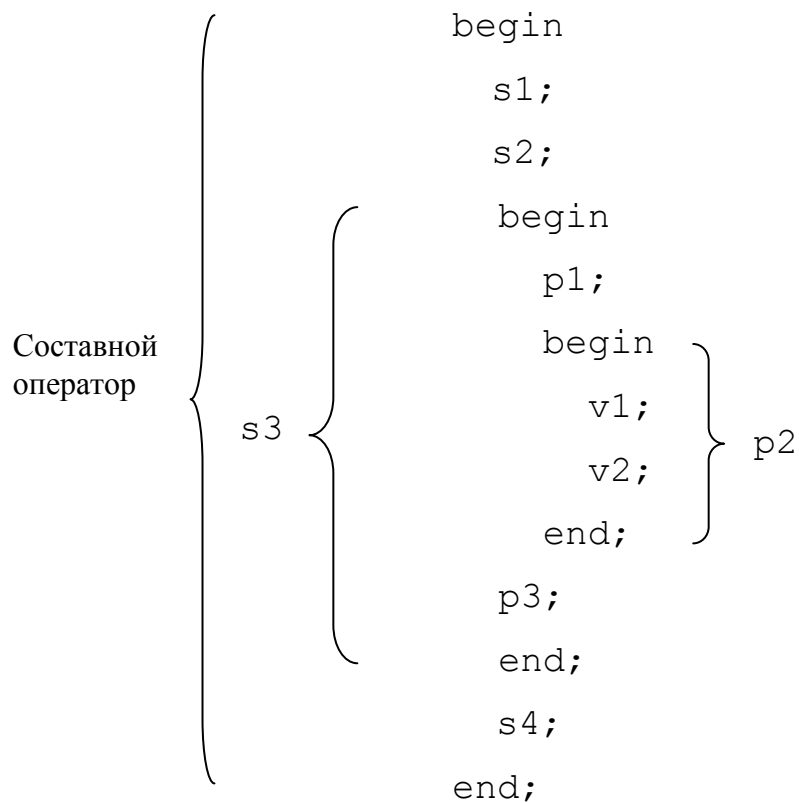 begin
s1;
s2;
begin
p1;
Составной
оператор
begin
v1;
s3
p2
v2;
end;
p3;
end;
s4;
end;